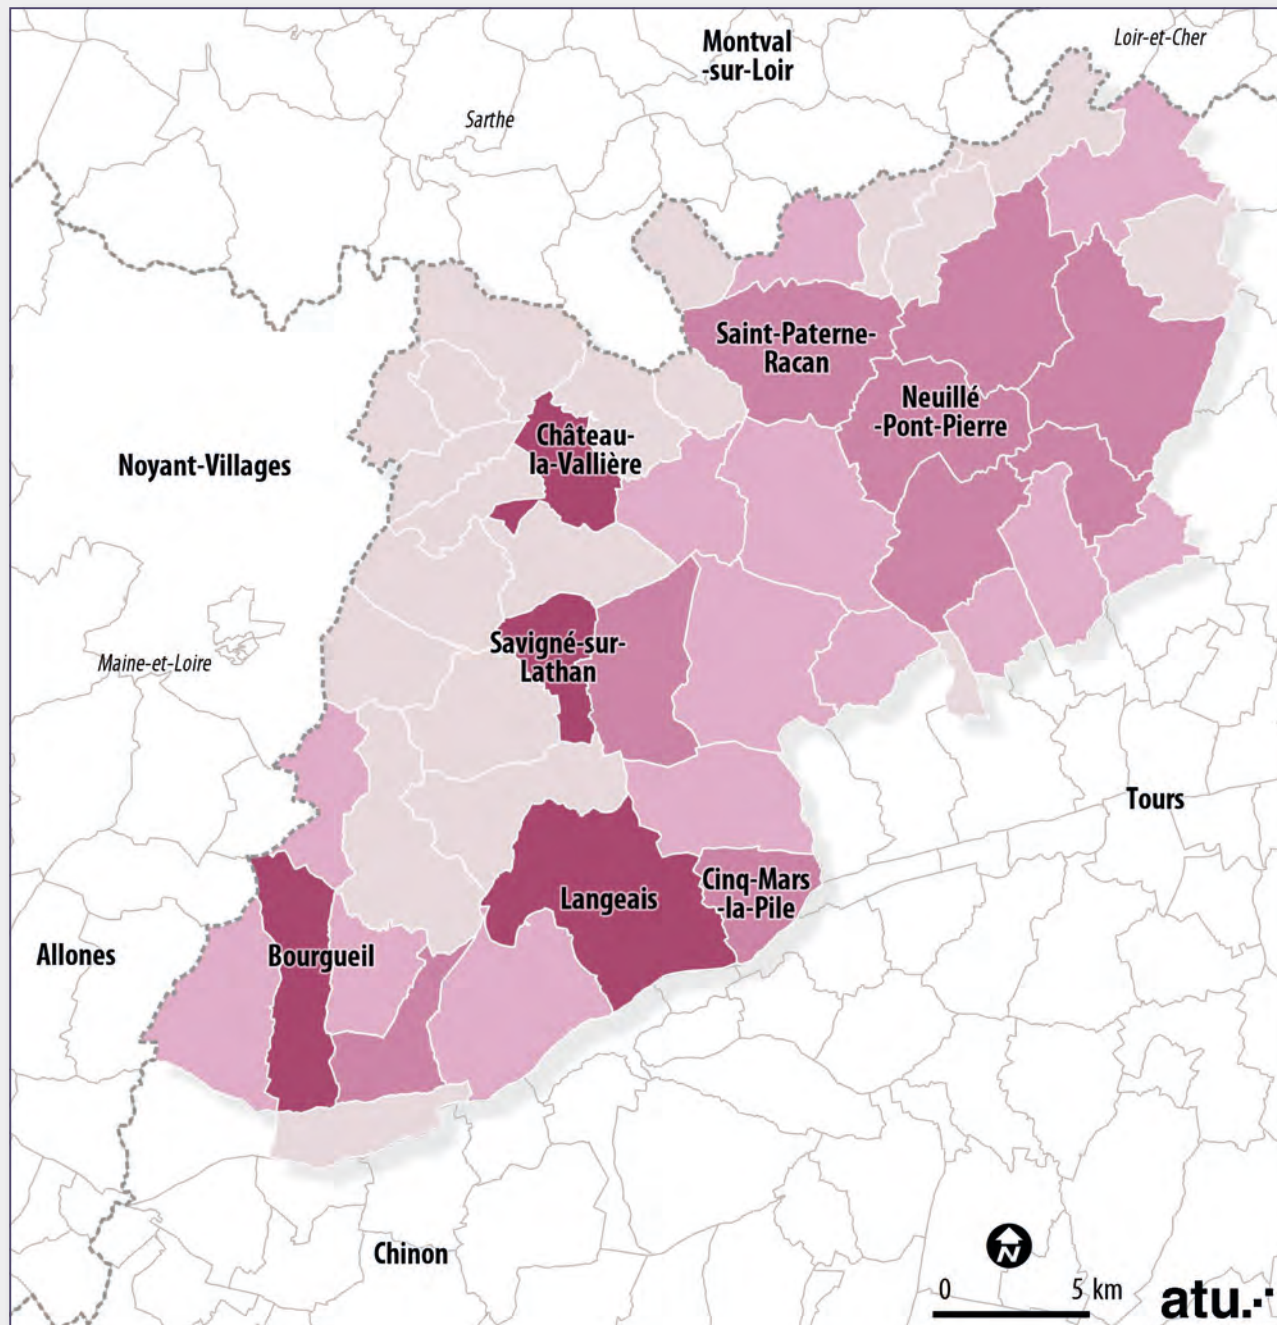 Montval
-sur-Loir
Loir-et-Cher
Sarthe
Saint-Paterne-
Racan
Neuillé
-Pont-Pierre
Château-
la-Vallière
Noyant-Villages
Savigné-sur-
Lathan
Maine-et-Loire
Tours
Cinq-Mars
-la-Pile
Langeais
Bourgueil
Allones
Chinon
N
0 5 km
atu.